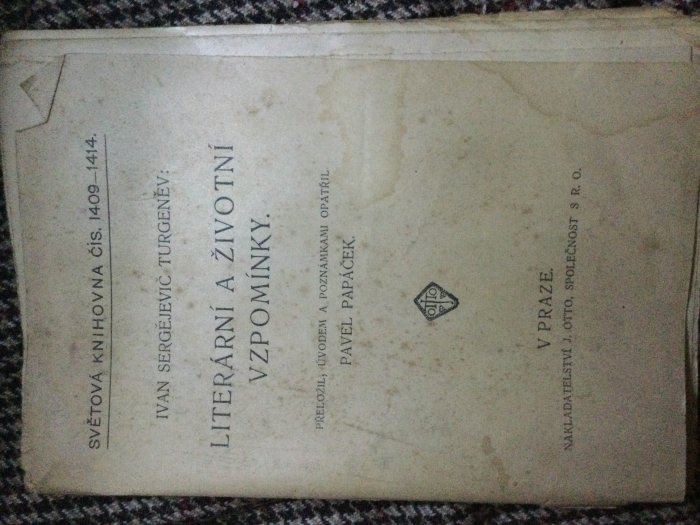 SVĚTOVÁ KNIHOVNA ČÍS. 1409—1414.
IVAN SERGĚJEVIČ TURGENĚV:
LITERÁRNÍ A ŽIVOTNÍ
VZPOMÍNKY.
PŘELOŽIL, ÚVODEM A POZNÁMKAMI OPATŘIL
PAVEL PAPÁČEK.
OTTO
V PRAZE.
NAKLADATELSTVÍ J. OTTO, SPOLEČNOST S R. O.